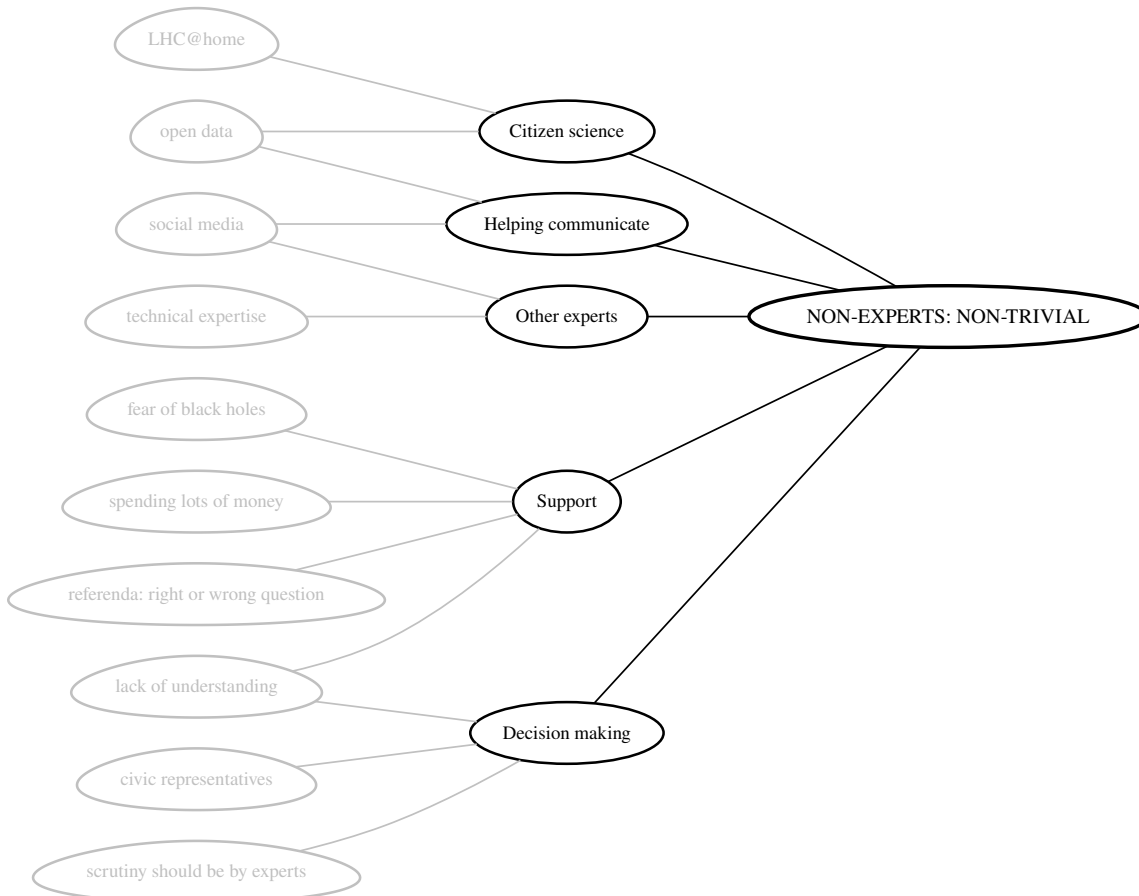 LHC@home
open data
Citizen science
social media
Helping communicate
technical expertise
Other experts
NON-EXPERTS: NON-TRIVIAL
fear of black holes
spending lots of money
Support
referenda: right or wrong question
lack of understanding
Decision making
civic representatives
scrutiny should be by experts